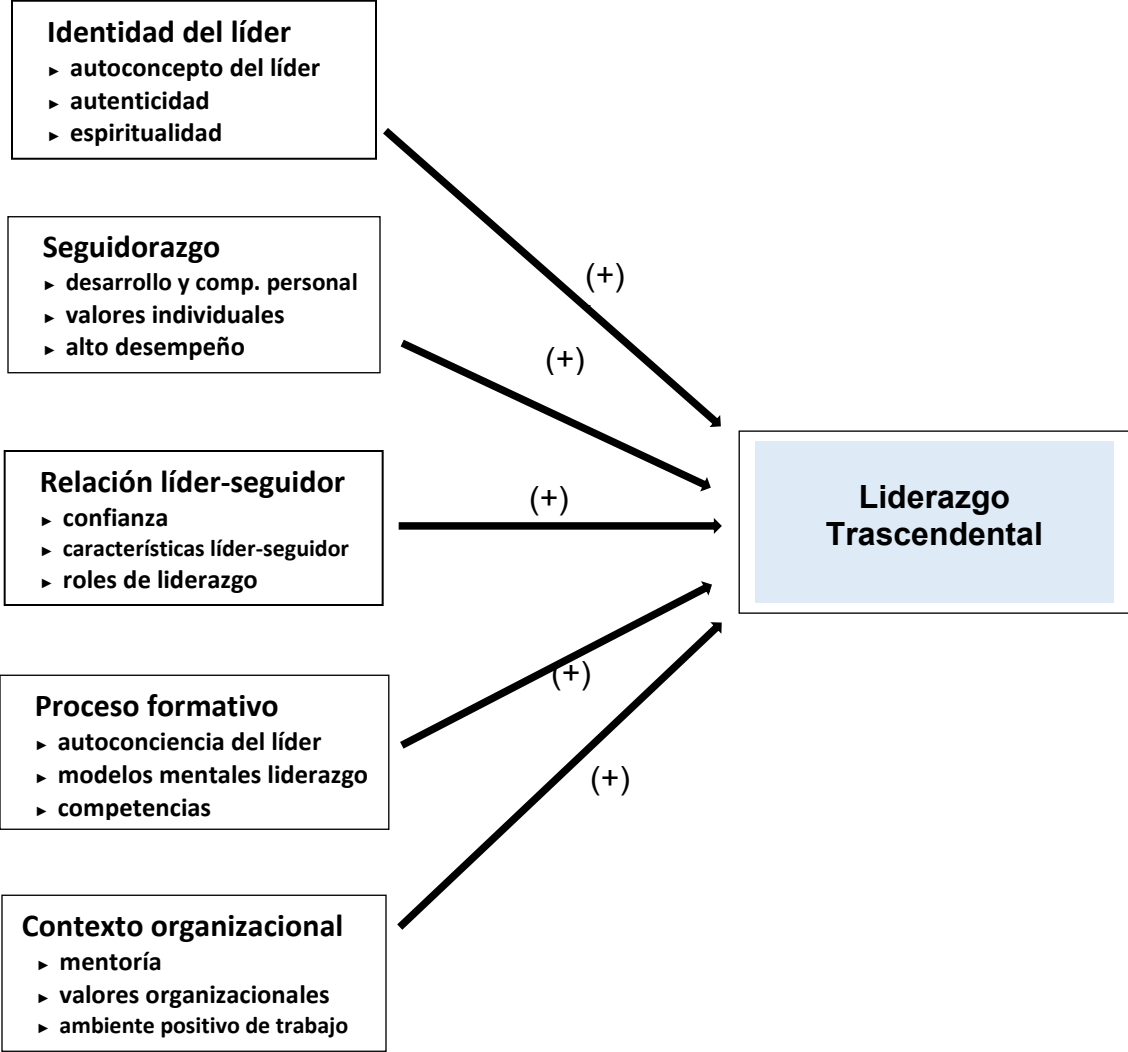 Identidad del líder
▸ autoconcepto del líder
▸ autenticidad
▸ espiritualidad
(+)
Seguidorazgo
▸ desarrollo y comp. personal
▸ valores individuales
▸ alto desempeño
(+)
Relación líder-seguidor
▸ confianza
▸ característícas líder-seguidor
▸ roles de liderazgo
(+)
Liderazgo
Trascendental
Proceso formativo
▸ autoconciencia del líder
▸ modelos mentales liderazgo
▸ competencias
(+)
Contexto organizacional
▸ mentoría
▸ valores organizacionales
▸ ambiente positivo de trabajo
(+)